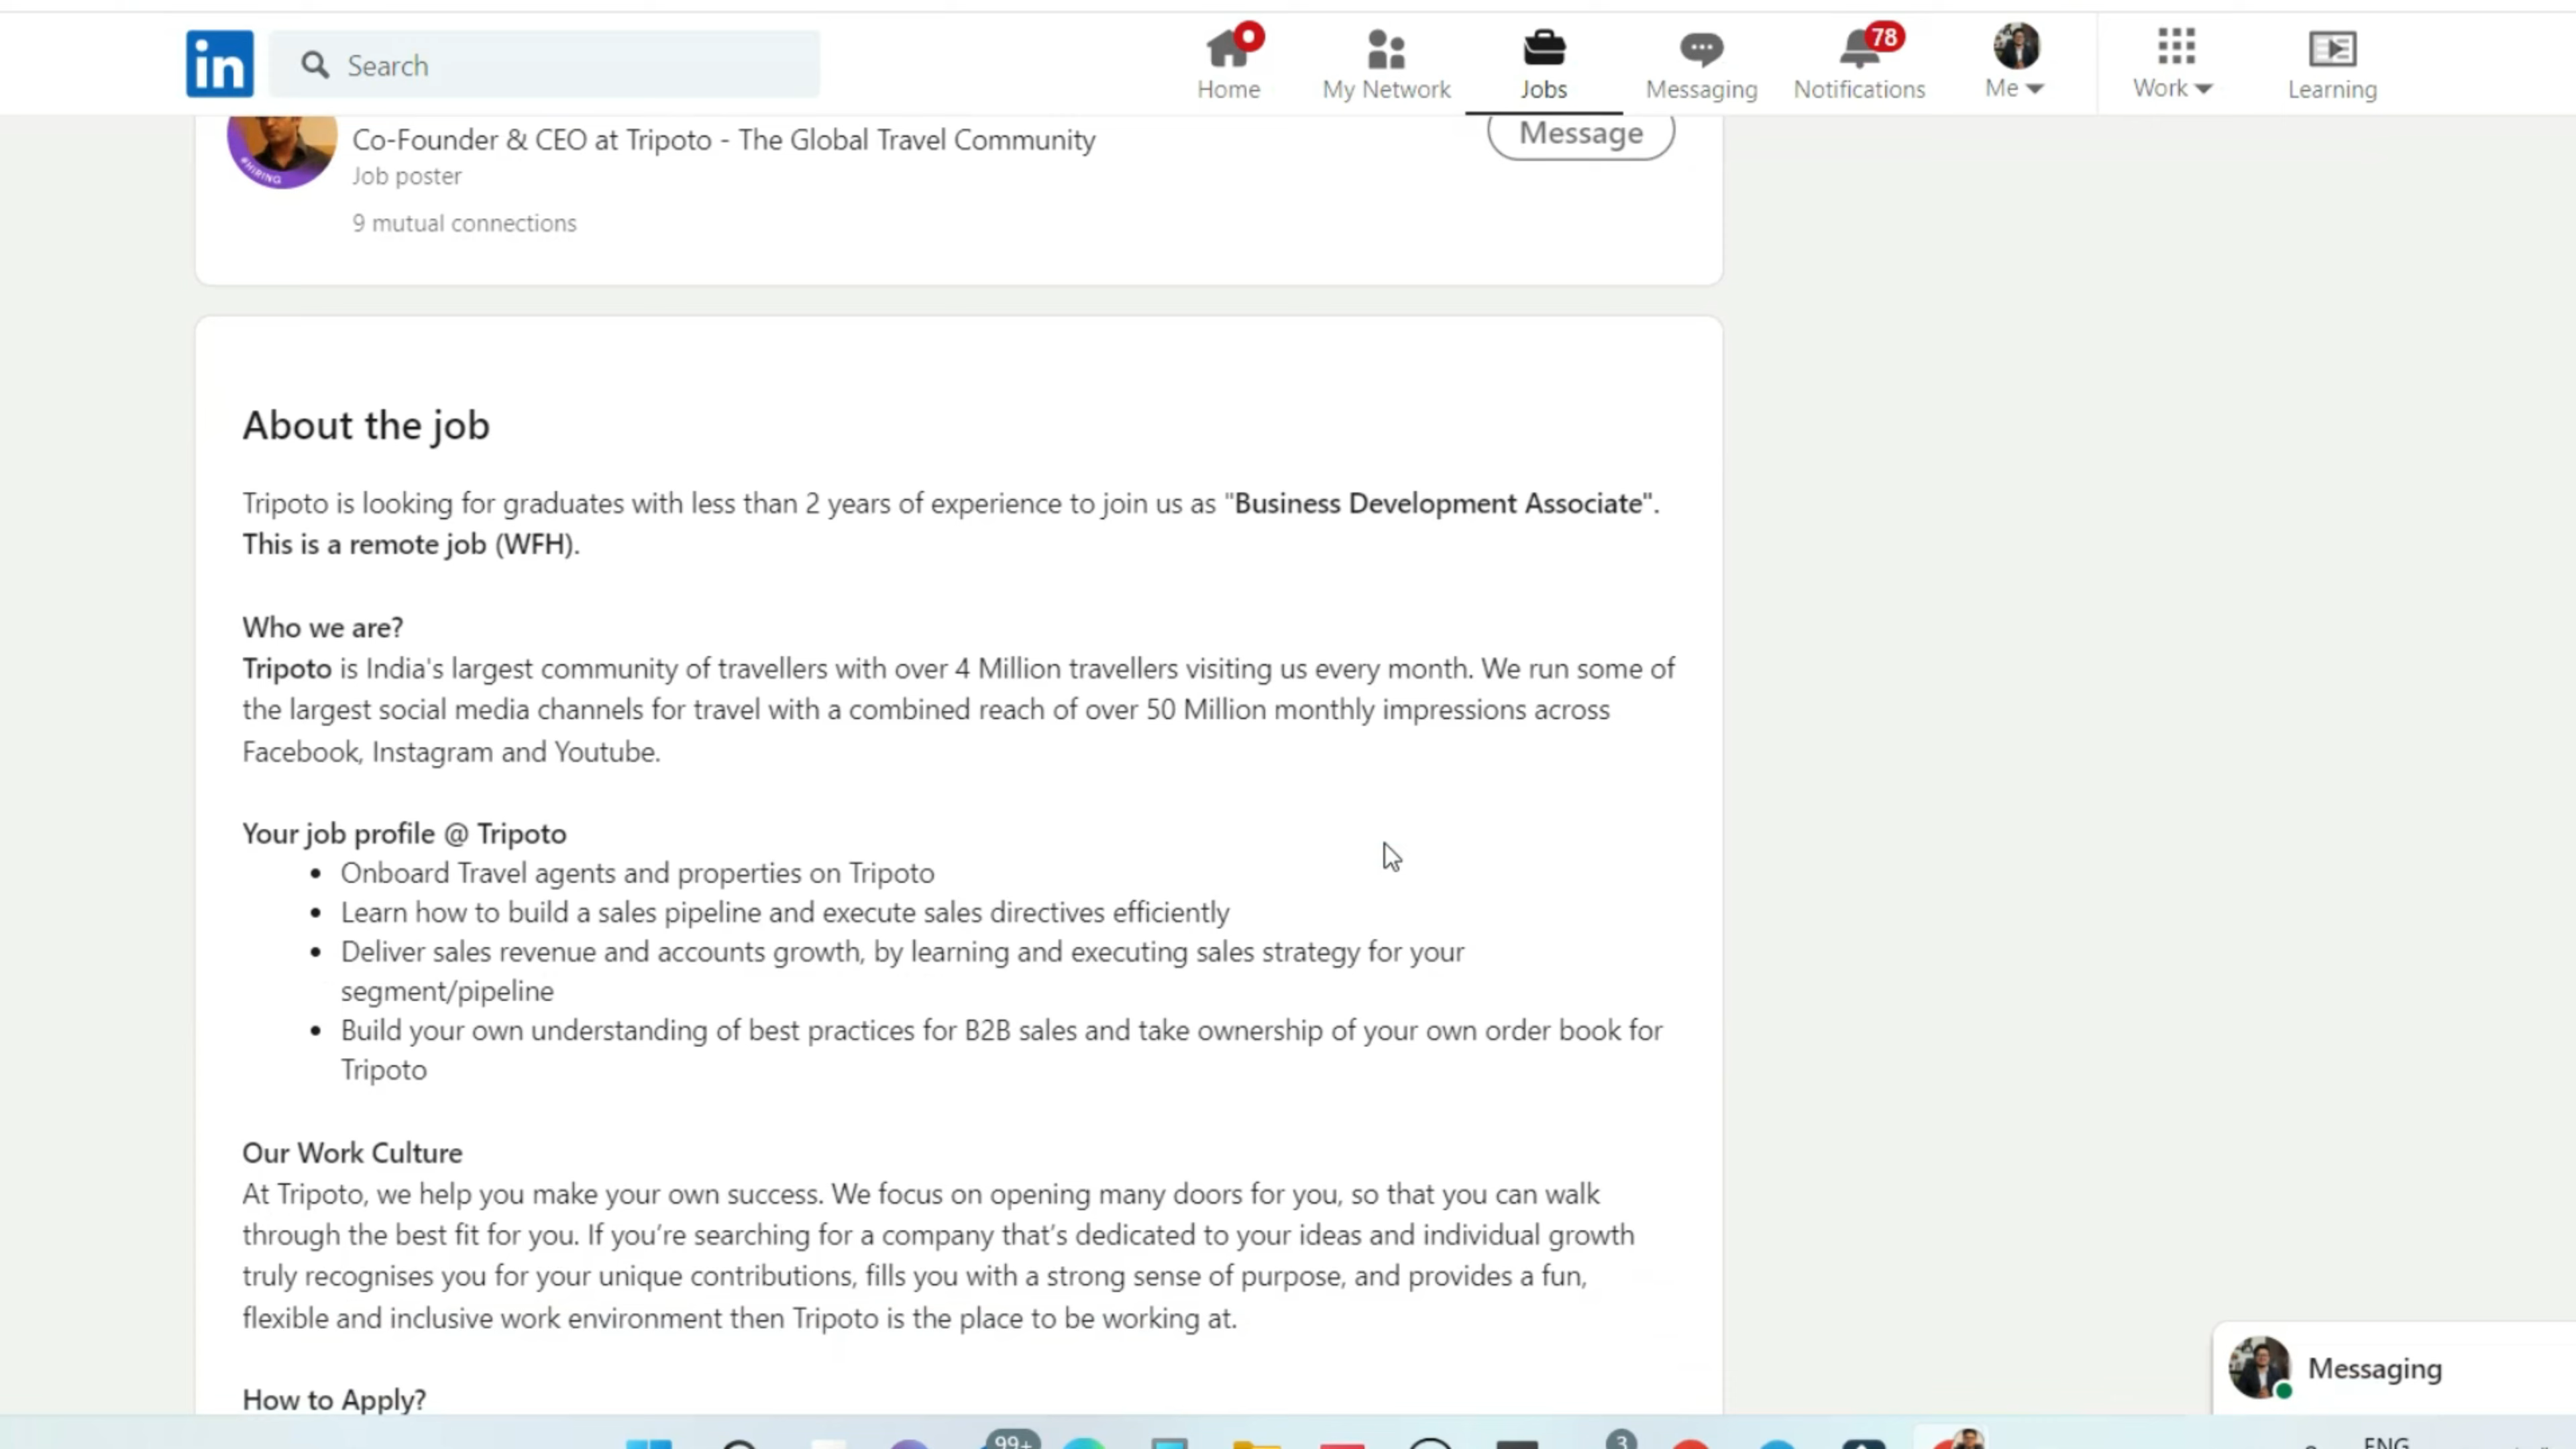 in
Search
Home
My Network
Jobs
Messaging
78
Notifications
Me
Work
Learning
Co-Founder & CEO at Tripoto - The Global Travel Community
Message
#HIRING
Job poster
9 mutual connections
About the job
Tripoto is looking for graduates with less than 2 years of experience to join us as "Business Development Associate".
This is a remote job (WFH).
Who we are?
Tripoto is India's largest community of travellers with over 4 Million travellers visiting us every month. We run some of
the largest social media channels for travel with a combined reach of over 50 Million monthly impressions across
Facebook, Instagram and Youtube.
Your job profile @ Tripoto
• Onboard Travel agents and properties on Tripoto
• Learn how to build a sales pipeline and execute sales directives efficiently
• Deliver sales revenue and accounts growth, by learning and executing sales strategy for your
segment/pipeline
• Build your own understanding of best practices for B2B sales and take ownership of your own order book for
Tripoto
Our Work Culture
At Tripoto, we help you make your own success. We focus on opening many doors for you, so that you can walk
through the best fit for you. If you’re searching for a company that’s dedicated to your ideas and individual growth
truly recognises you for your unique contributions, fills you with a strong sense of purpose, and provides a fun,
flexible and inclusive work environment then Tripoto is the place to be working at.
How to Apply?
Messaging
99+
3
ENG